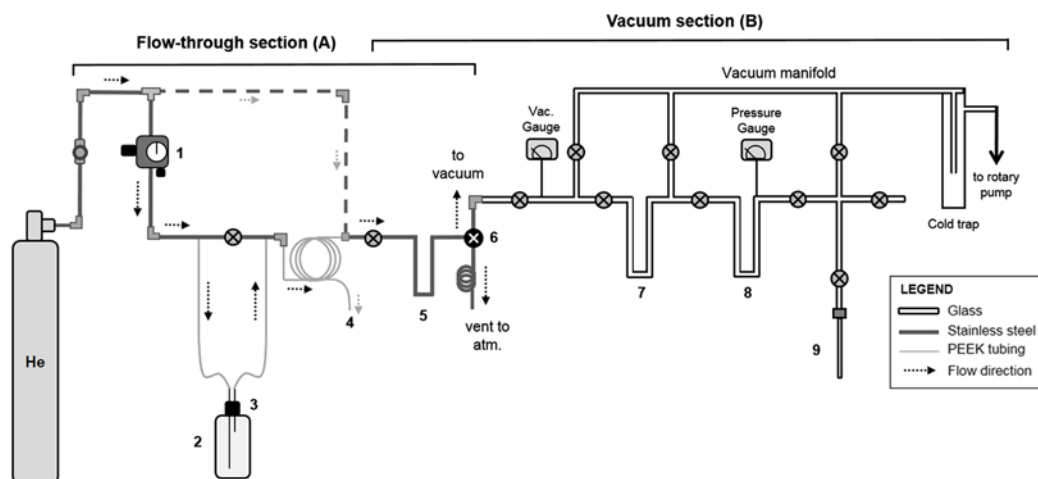 Vacuum section (B)
Flow-through section (A)
Vacuum manifold
Vac.
Gauge
Pressure
Gauge
1
to
vacuum
to rotary
pump
Cold trap
6
7
8
5
4
vent to
atm.
He
3
2
9
LEGEND
Glass
Stainless steel
PEEK tubing
Flow direction